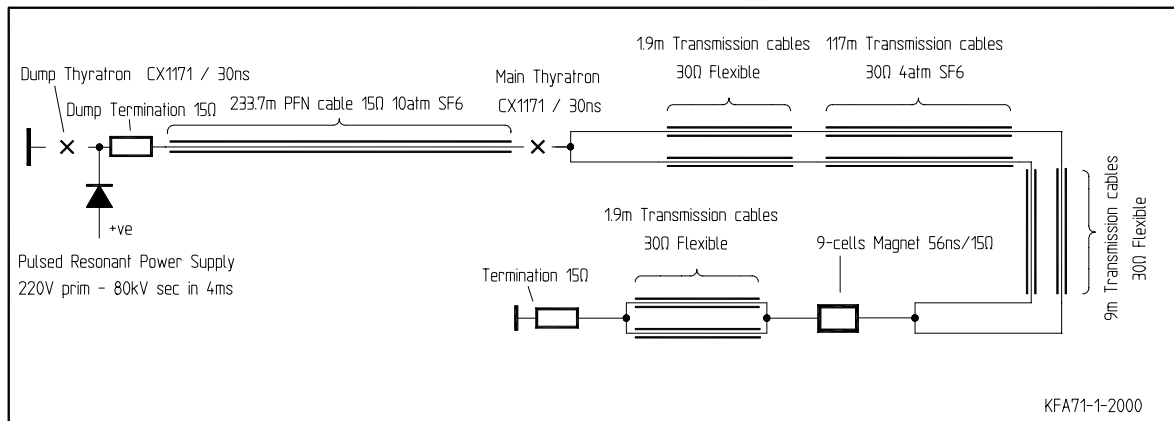 1.9m Transmission cables
30Ω Flexible
117m Transmission cables
30Ω 4atm SF6
Dump Thyratron CX1171 / 30ns
Dump Termination 15Ω
233.7m PFN cable 15Ω 10atm SF6
Main Thyratron
CX1171 / 30ns
9m Transmission cables
30Ω Flexible
+ve
Pulsed Resonant Power Supply
220V prim - 80kV sec in 4ms
1.9m Transmission cables
30Ω Flexible
9-cells Magnet 56ns/15Ω
Termination 15Ω
KFA71-1-2000